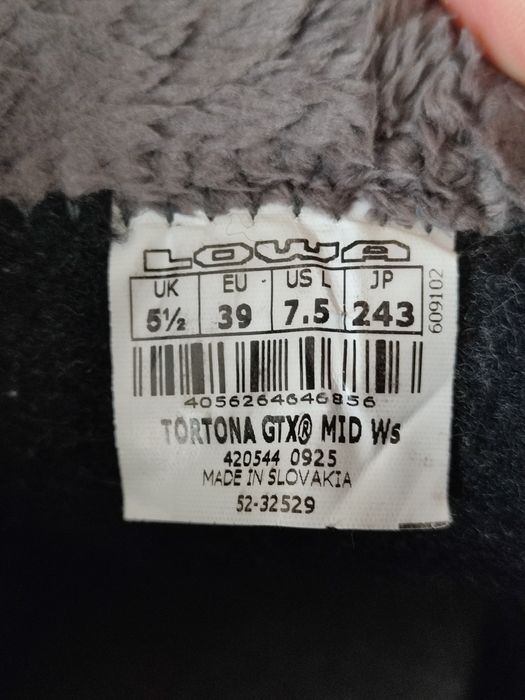 LOWA
UK EU US L JP
5½ 39 7.5 243
609102
4056264646856
TORTONA GTX® MID Ws
420544 0925
MADE IN SLOVAKIA
52-32529